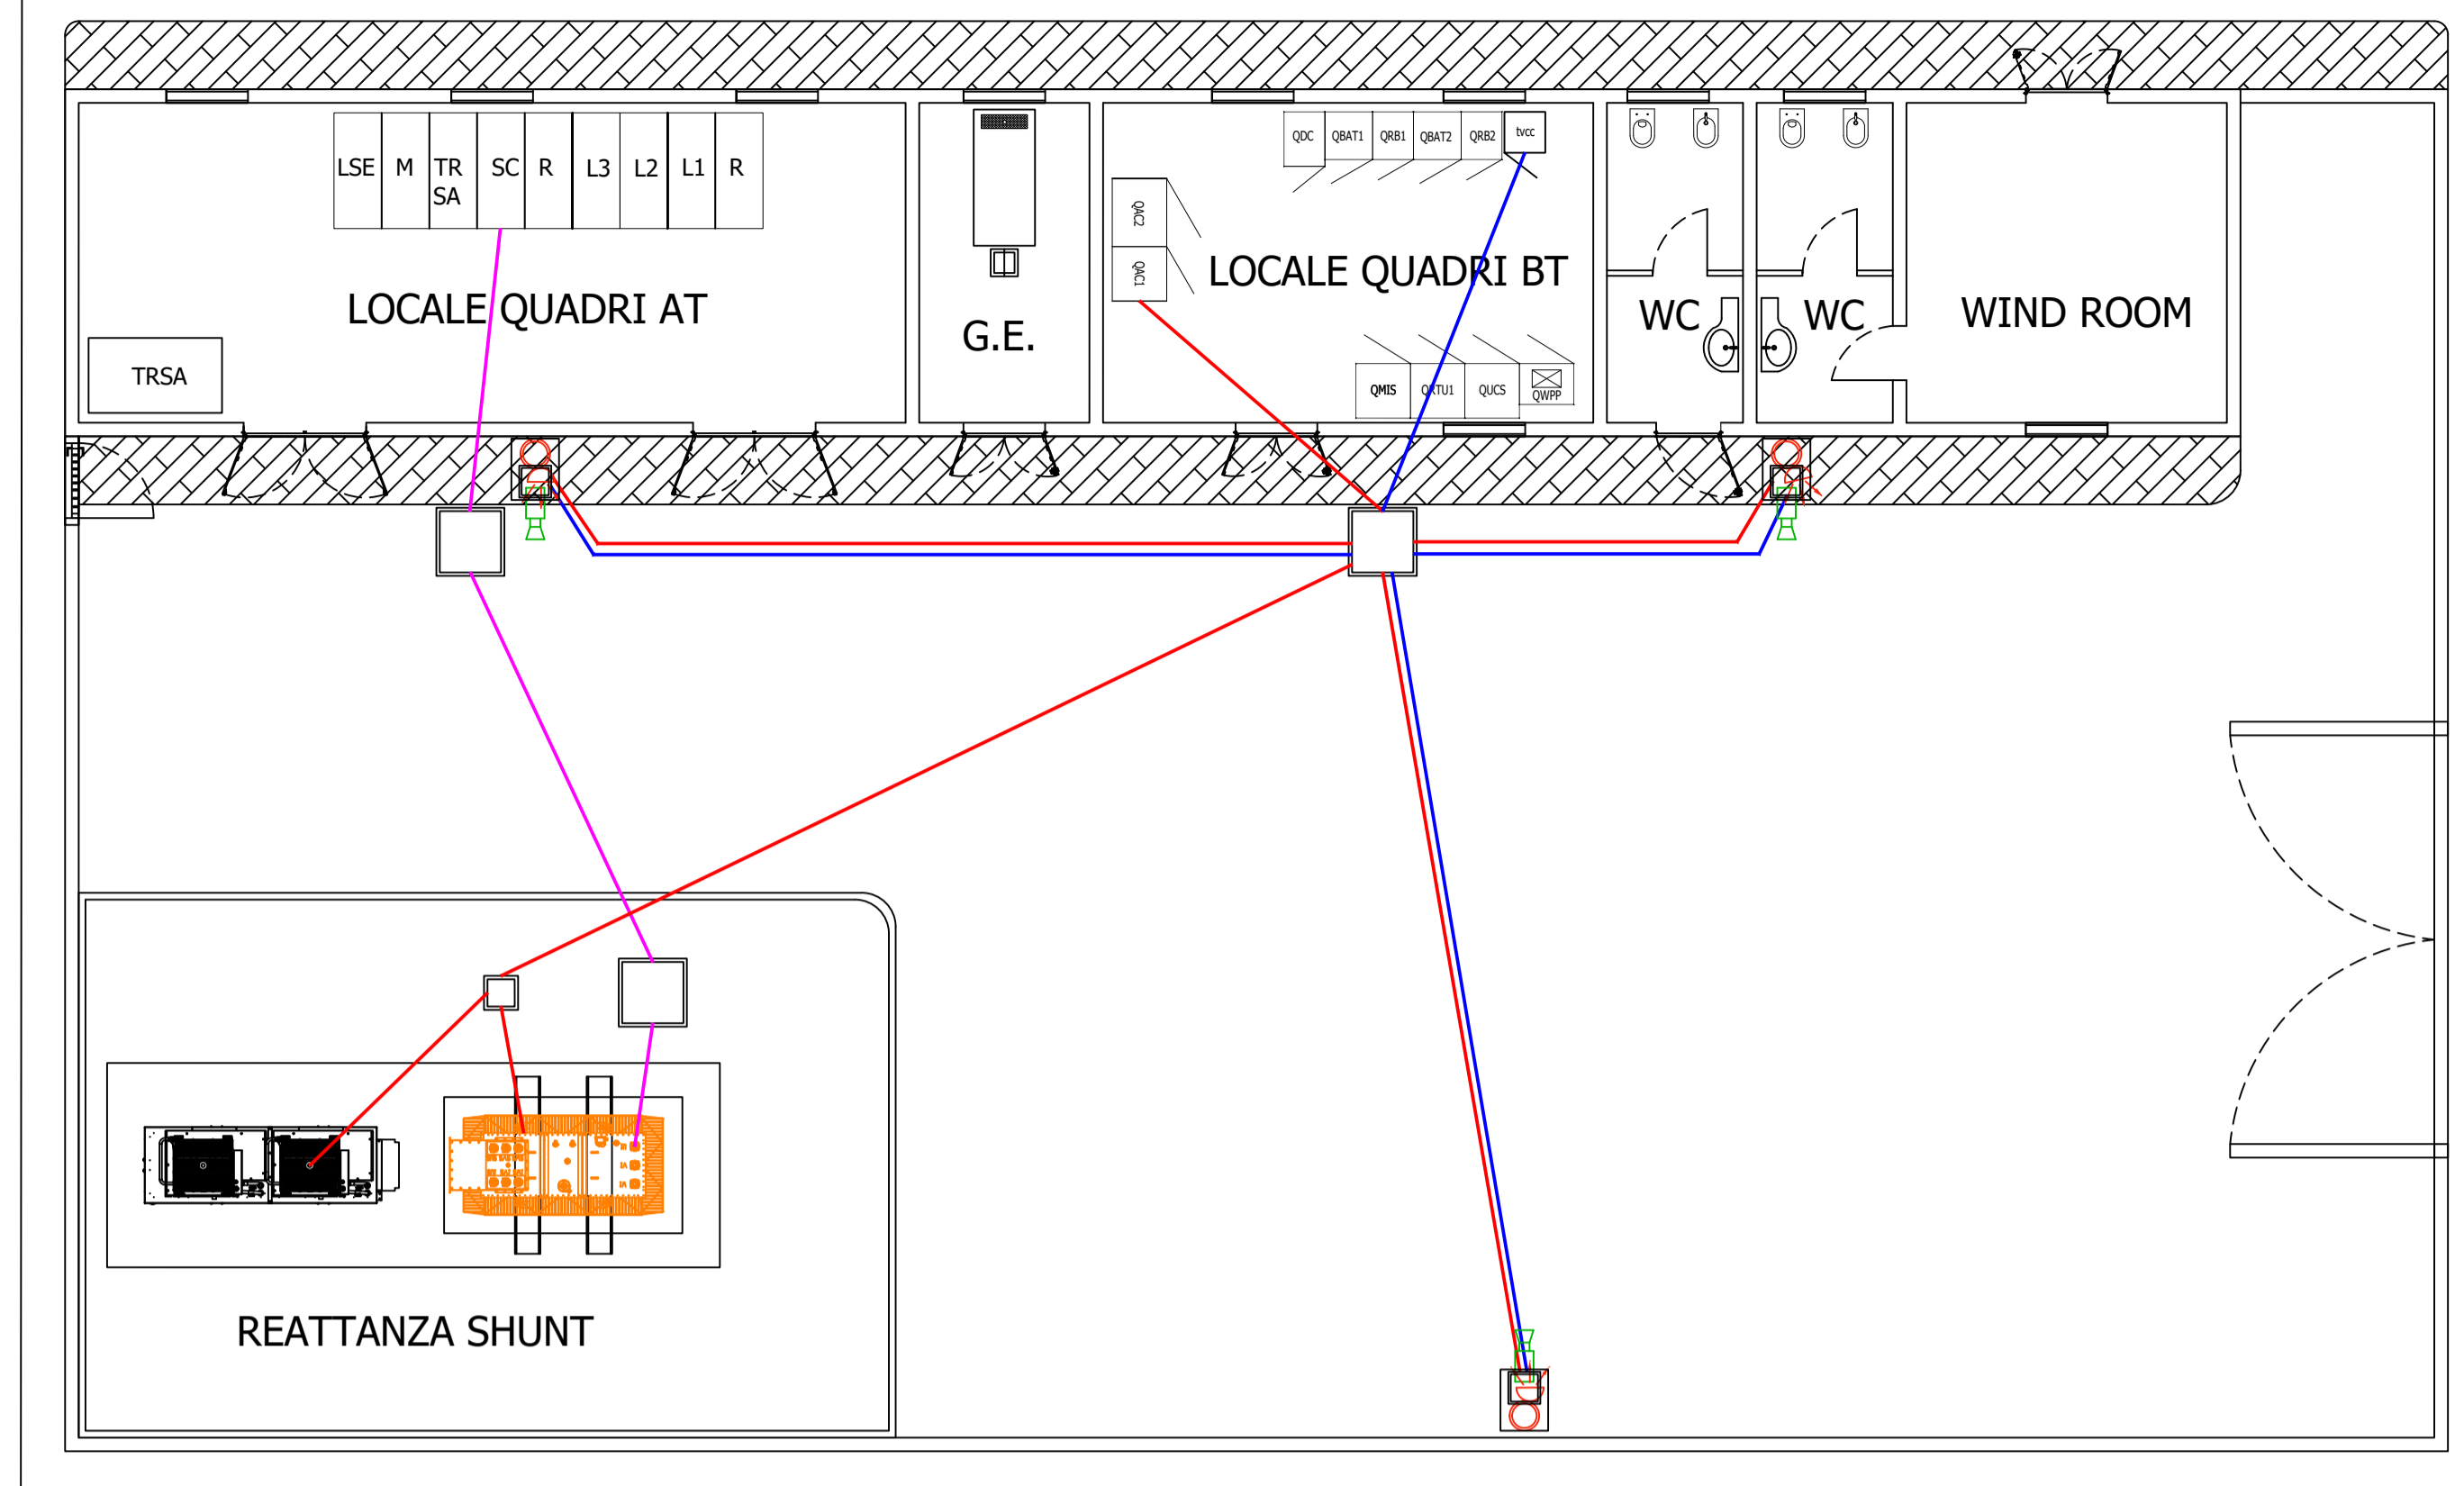 LSE M TR SC R L3 L2 L1 R
SA
LOCALE QUADRI AT
TRSA
G.E.
QDC QBAT1 QRB1 QBAT2 QRB2 tvcc
QAC2
QAC1
LOCALE QUADRI BT
QMIS QRTU1 QUCS QWPP
WC
WC
WIND ROOM
REATTANZA SHUNT